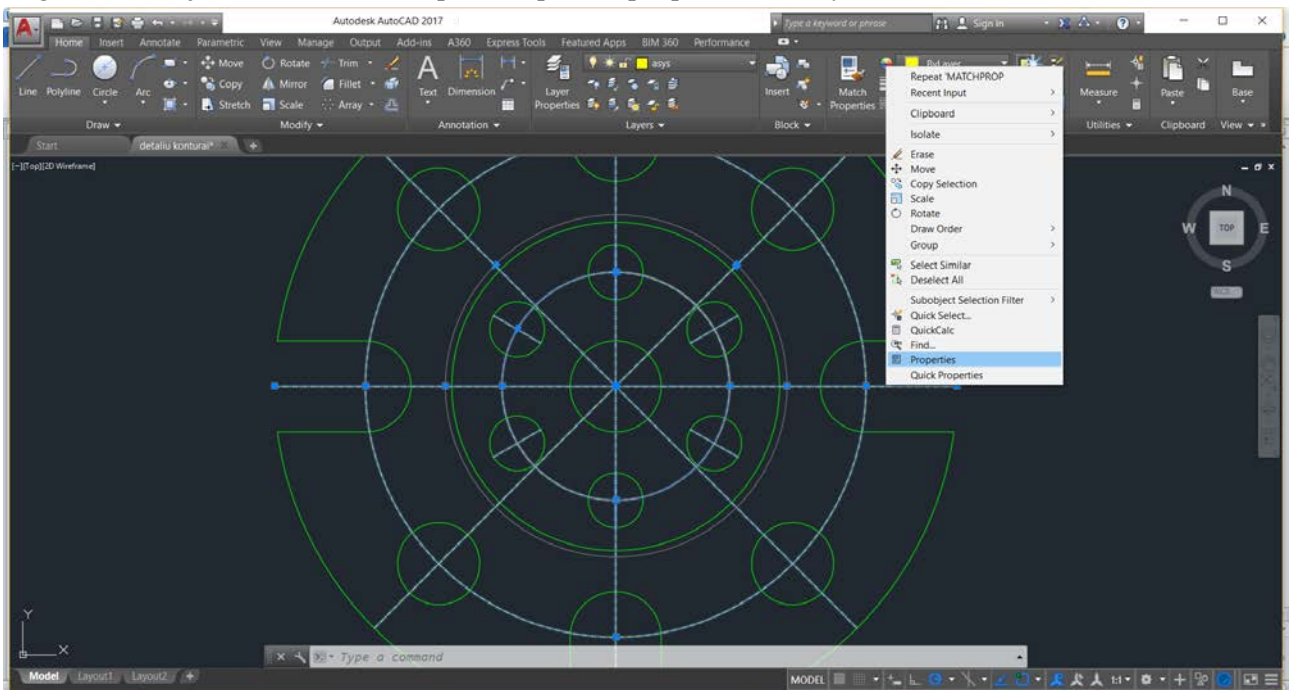 Autodesk AutoCAD 2017
Type a keyword or phrase
Sign In
Home Insert Annotate Parametric View Manage Output Add-ins A360 Express Tools Featured Apps BIM 360 Performance
Line Polyline Circle Arc
Move Rotate Trim
Copy Mirror Fillet
Stretch Scale Array
Text Dimension
Layer Properties
asys
Insert
Match Properties
ByLayer
Measure
Paste
Base
Draw Modify Annotation Layers Block Utilities Clipboard View
Start detaliu konturai* +
[-][Top][2D Wireframe]
Repeat 'MATCHPROP
Recent Input
Clipboard
Isolate
Erase
Move
Copy Selection
Scale
Rotate
Draw Order
Group
Select Similar
Deselect All
Subobject Selection Filter
Quick Select...
QuickCalc
Find...
Properties
Quick Properties
N
W TOP E
S
Y
X
Type a command
Model Layout1 Layout2 +
MODEL
1:1